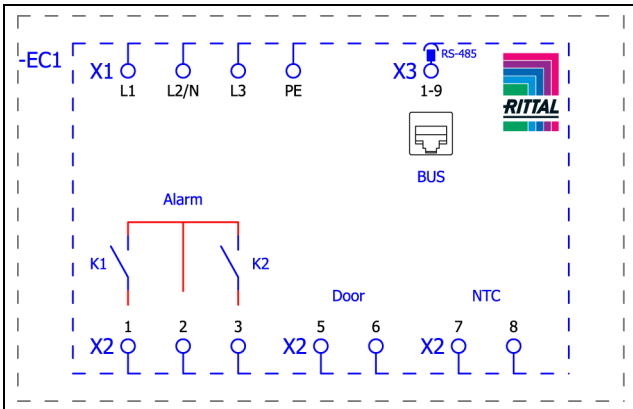 -EC1
X1
L1
L2/N
L3
PE
X3
RS-485
1-9
RITTAL
BUS
Alarm
K1
K2
Door
NTC
X2
1
2
3
X2
5
6
X2
7
8